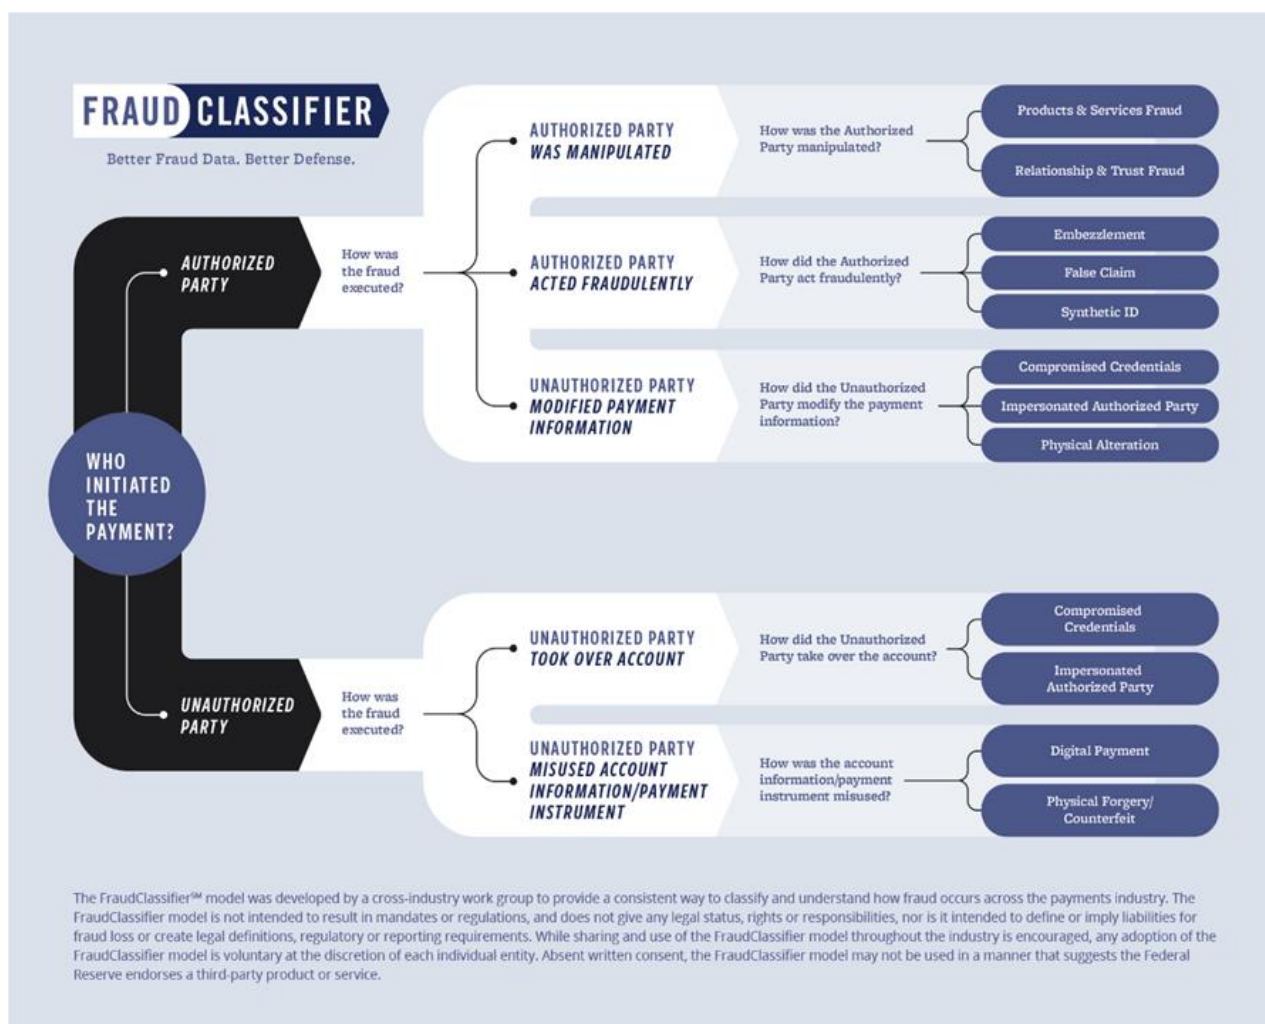 FRAUD CLASSIFIER
Better Fraud Data. Better Defense.
WHO
INITIATED
THE
PAYMENT?
AUTHORIZED
PARTY
How was
the fraud
executed?
AUTHORIZED PARTY
WAS MANIPULATED
How was the Authorized
Party manipulated?
Products & Services Fraud
Relationship & Trust Fraud
AUTHORIZED PARTY
ACTED FRAUDULENTLY
How did the Authorized
Party act fraudulently?
Embezzlement
False Claim
Synthetic ID
UNAUTHORIZED PARTY
MODIFIED PAYMENT
INFORMATION
How did the Unauthorized
Party modify the payment
information?
Compromised Credentials
Impersonated Authorized Party
Physical Alteration
UNAUTHORIZED
PARTY
How was
the fraud
executed?
UNAUTHORIZED PARTY
TOOK OVER ACCOUNT
How did the Unauthorized
Party take over the account?
Compromised
Credentials
Impersonated
Authorized Party
UNAUTHORIZED PARTY
MISUSED ACCOUNT
INFORMATION/PAYMENT
INSTRUMENT
How was the account
information/payment
instrument misused?
Digital Payment
Physical Forgery/
Counterfeit
The FraudClassifier℠ model was developed by a cross-industry work group to provide a consistent way to classify and understand how fraud occurs across the payments industry. The
FraudClassifier model is not intended to result in mandates or regulations, and does not give any legal status, rights or responsibilities, nor is it intended to define or imply liabilities for
fraud loss or create legal definitions, regulatory or reporting requirements. While sharing and use of the FraudClassifier model throughout the industry is encouraged, any adoption of the
FraudClassifier model is voluntary at the discretion of each individual entity. Absent written consent, the FraudClassifier model may not be used in a manner that suggests the Federal
Reserve endorses a third-party product or service.